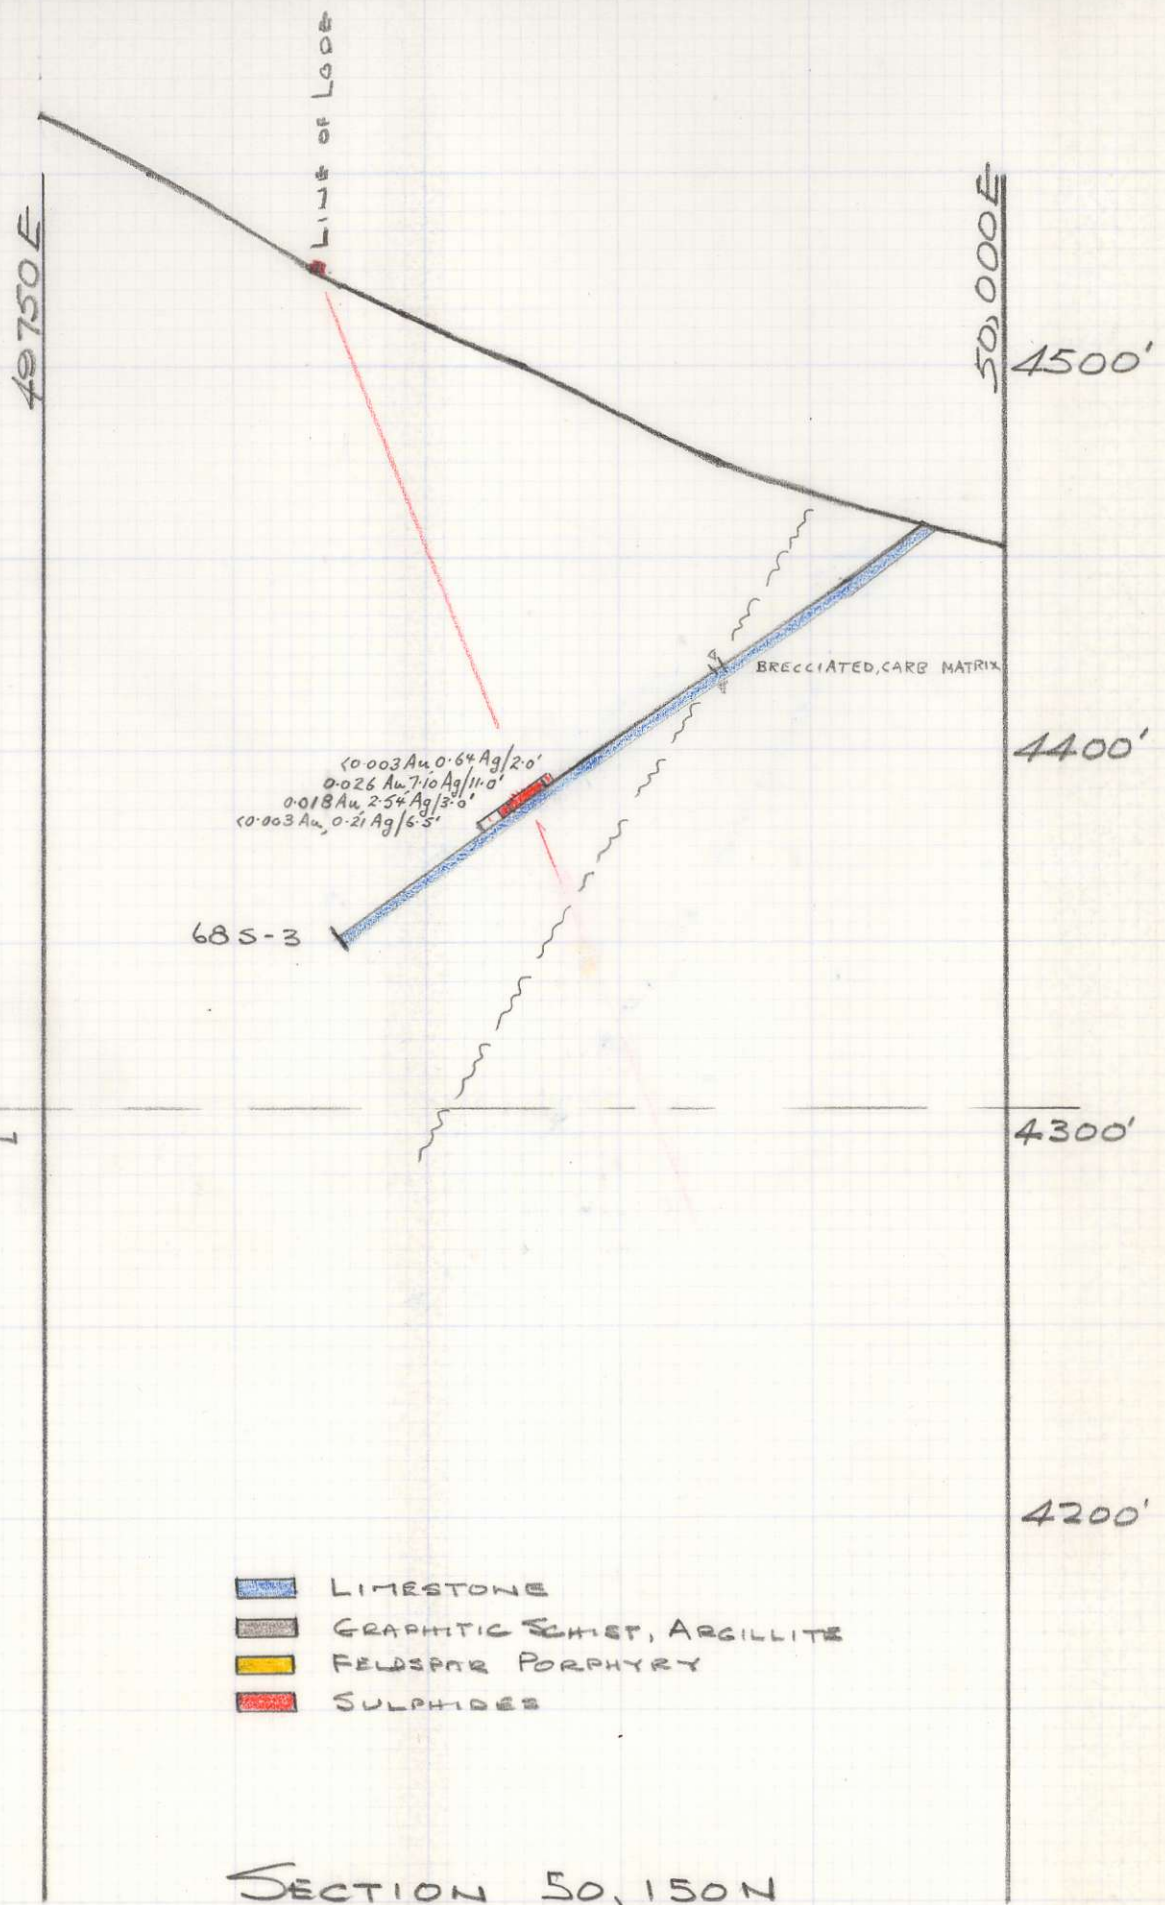 LINE OF LODE
49750E
50,000E
4500'
BRECCIATED, CARB MATRIX
4400'
<0.003 Au, 0.64 Ag/2.0'
0.026 Au, 7.10 Ag/11.0'
0.018 Au, 2.54 Ag/3.0'
<0.003 Au, 0.21 Ag/6.5'
68S-3
4300'
4200'
LIMESTONE
GRAPHITIC SCHIST, ARGILLITE
FELDSPAR PORPHYRY
SULPHIDES
SECTION 50,150N